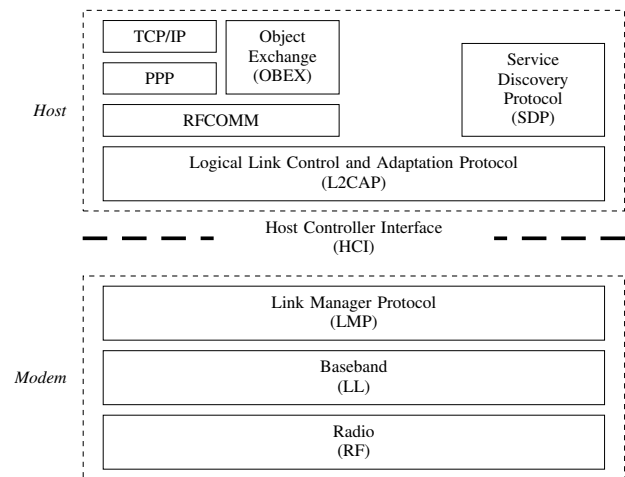 TCP/IP
PPP
Object
Exchange
(OBEX)
Service
Discovery
Protocol
(SDP)
Host
RFCOMM
Logical Link Control and Adaptation Protocol
(L2CAP)
Host Controller Interface
(HCI)
Link Manager Protocol
(LMP)
Modem
Baseband
(LL)
Radio
(RF)